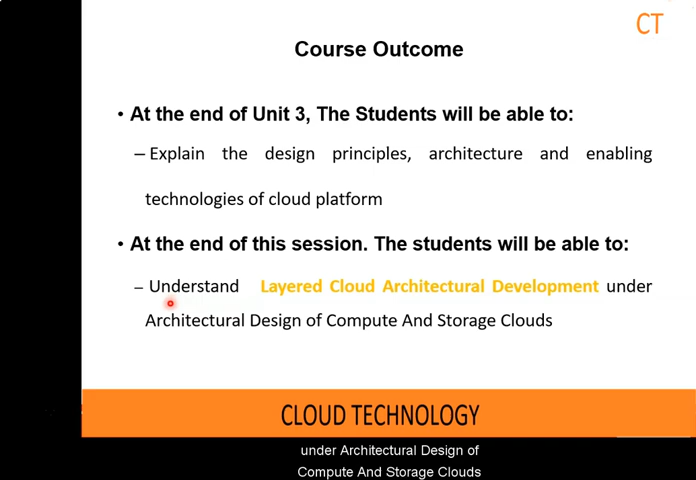 CT
Course Outcome
• At the end of Unit 3, The Students will be able to:
– Explain the design principles, architecture and enabling
technologies of cloud platform
• At the end of this session. The students will be able to:
– Understand Layered Cloud Architectural Development under
Architectural Design of Compute And Storage Clouds
CLOUD TECHNOLOGY
under Architectural Design of
Compute And Storage Clouds